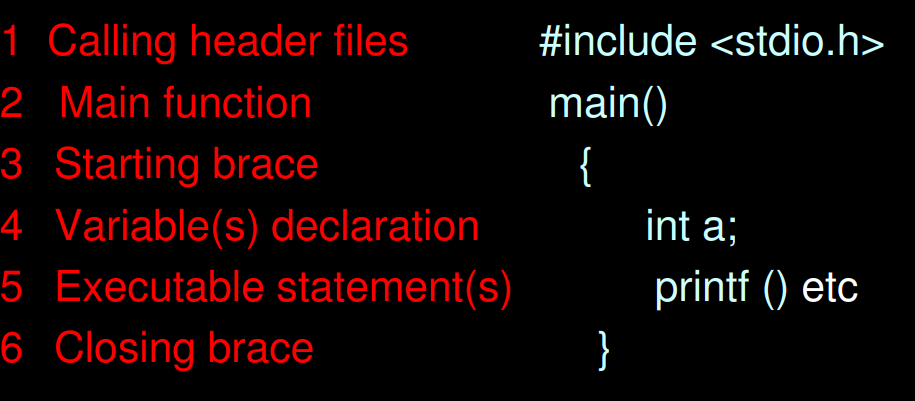 1 Calling header files #include <stdio.h>
2 Main function main()
3 Starting brace {
4 Variable(s) declaration int a;
5 Executable statement(s) printf () etc
6 Closing brace }